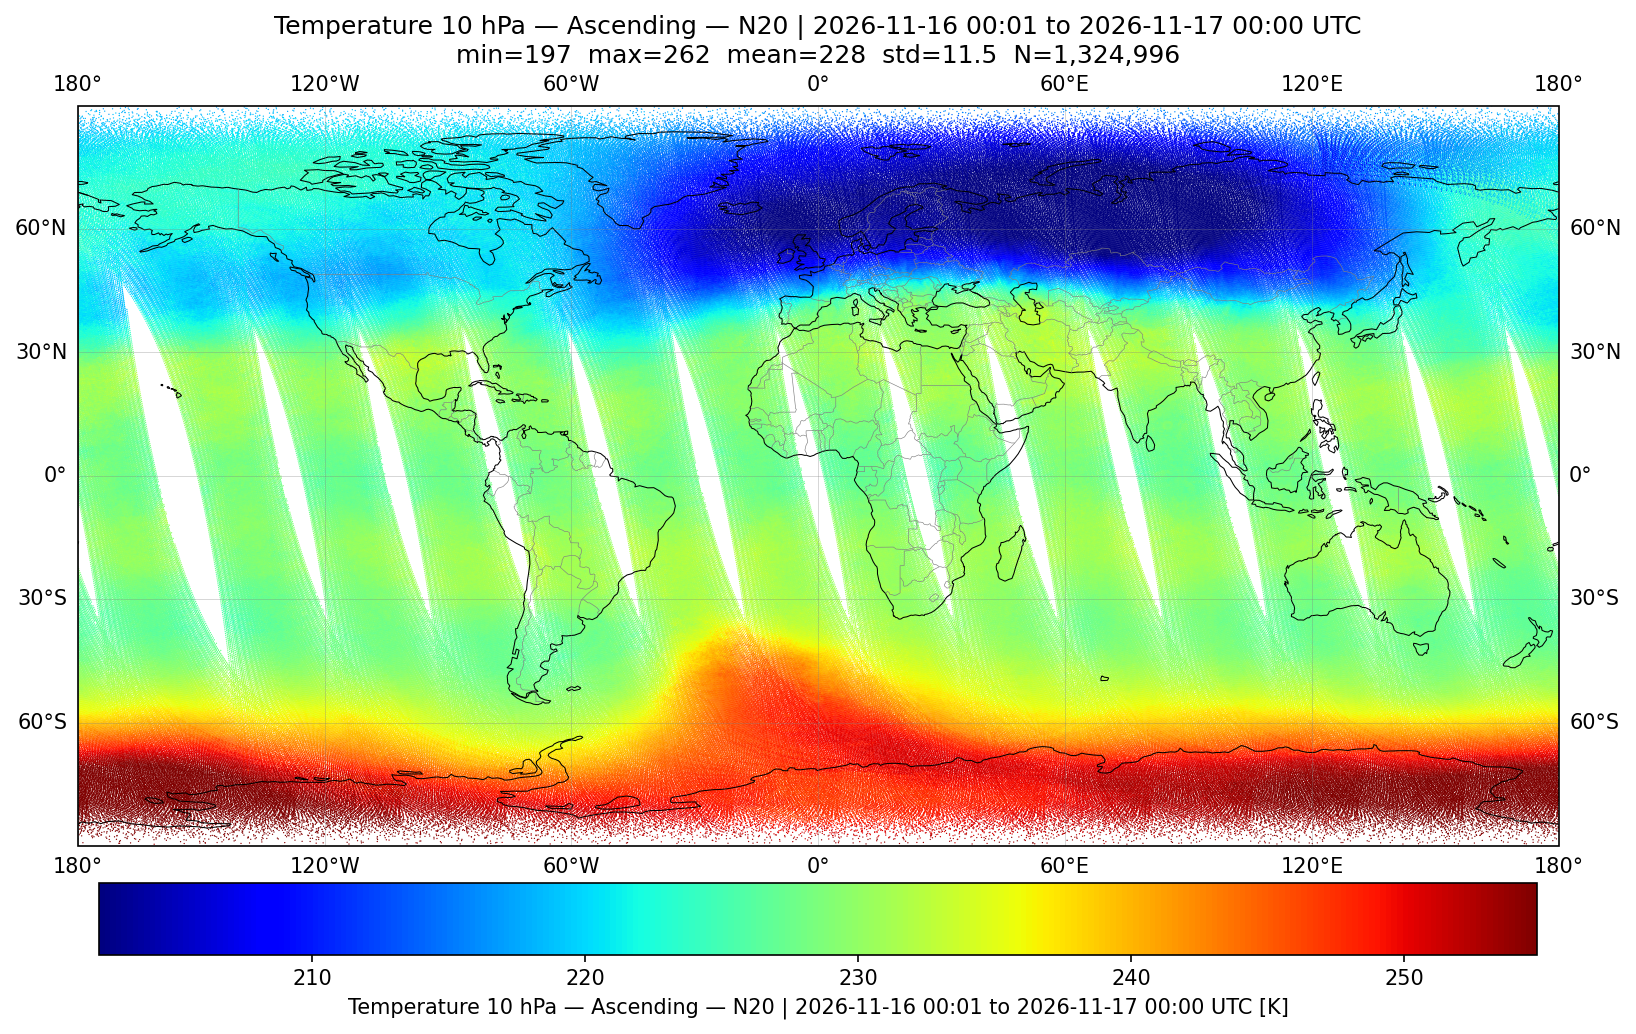 Temperature 10 hPa — Ascending — N20 | 2026-11-16 00:01 to 2026-11-17 00:00 UTC
min=197 max=262 mean=228 std=11.5 N=1,324,996
180° 120°W 60°W 0° 60°E 120°E 180°
60°N 60°N
30°N 30°N
0° 0°
30°S 30°S
60°S 60°S
180° 120°W 60°W 0° 60°E 120°E 180°
210 220 230 240 250
Temperature 10 hPa — Ascending — N20 | 2026-11-16 00:01 to 2026-11-17 00:00 UTC [K]